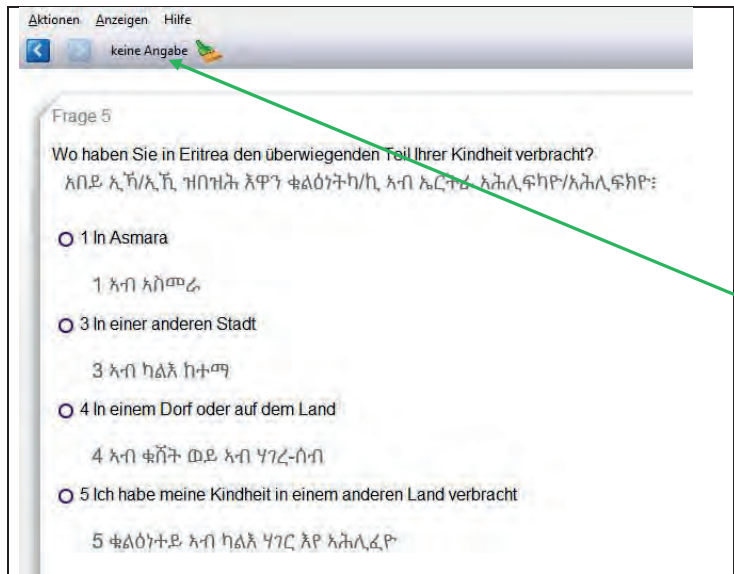 Aktionen Anzeigen Hilfe
keine Angabe
Frage 5
Wo haben Sie in Eritrea den überwiegenden Teil Ihrer Kindheit verbracht?
አበይ ኢኻ/ኢኺ ዝበዝሕ እዋን ቁልዕነትካ/ኪ ኣብ ኤርትራ ኣሕሊፍካዮ/ኣሕሊፍክዮ፧
1 In Asmara
1 ኣብ ኣስመራ
3 In einer anderen Stadt
3 ኣብ ካልእ ከተማ
4 In einem Dorf oder auf dem Land
4 ኣብ ቁሸት ወይ ኣብ ሃገረ-ሰብ
5 Ich habe meine Kindheit in einem anderen Land verbracht
5 ቁልዕነተይ ኣብ ካልእ ሃገር እየ ኣሕሊፈዮ